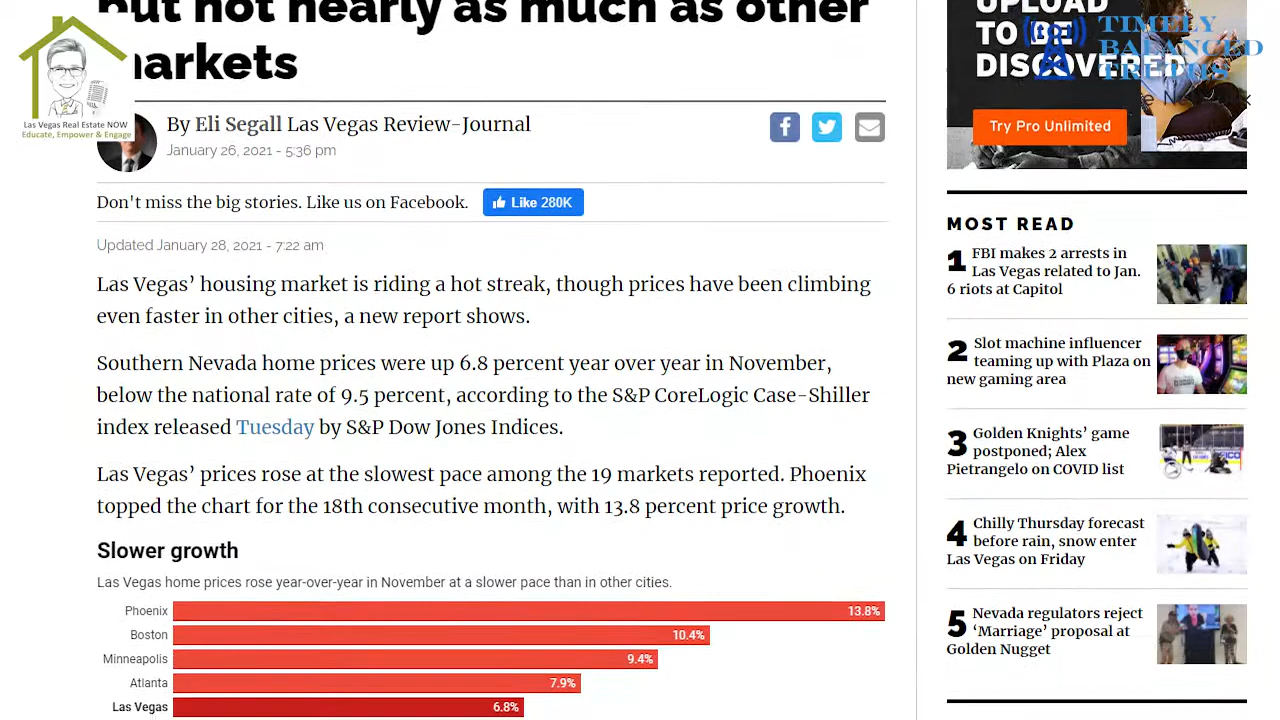 but not nearly as much as other
markets
Las Vegas Real Estate NOW
Educate, Empower & Engage
By Eli Segall Las Vegas Review-Journal
January 26, 2021 - 5:36 pm
Don't miss the big stories. Like us on Facebook.
Like 280K
Updated January 28, 2021 - 7:22 am
Las Vegas’ housing market is riding a hot streak, though prices have been climbing
even faster in other cities, a new report shows.
Southern Nevada home prices were up 6.8 percent year over year in November,
below the national rate of 9.5 percent, according to the S&P CoreLogic Case-Shiller
index released Tuesday by S&P Dow Jones Indices.
Las Vegas’ prices rose at the slowest pace among the 19 markets reported. Phoenix
topped the chart for the 18th consecutive month, with 13.8 percent price growth.
Slower growth
Las Vegas home prices rose year-over-year in November at a slower pace than in other cities.
Phoenix 13.8%
Boston 10.4%
Minneapolis 9.4%
Atlanta 7.9%
Las Vegas 6.8%
UPLOAD
TO BE
DISCOVERED
TIMELY
BALANCED
Try Pro Unlimited
MOST READ
1 FBI makes 2 arrests in
Las Vegas related to Jan.
6 riots at Capitol
2 Slot machine influencer
teaming up with Plaza on
new gaming area
3 Golden Knights’ game
postponed; Alex
Pietrangelo on COVID list
4 Chilly Thursday forecast
before rain, snow enter
Las Vegas on Friday
5 Nevada regulators reject
‘Marriage’ proposal at
Golden Nugget